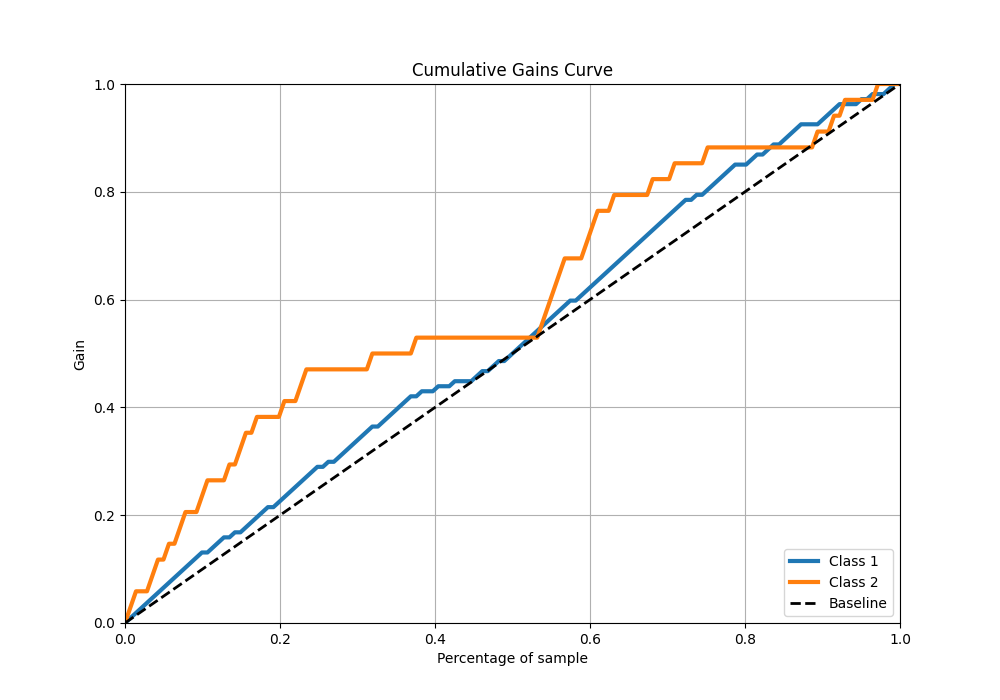 Cumulative Gains Curve
Gain
1.0
0.8
0.6
0.4
0.2
0.0
0.0 0.2 0.4 0.6 0.8 1.0
Percentage of sample
Class 1
Class 2
Baseline